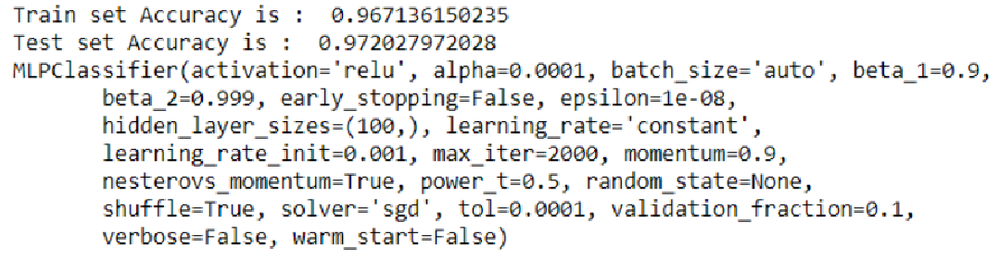 Train set Accuracy is :  0.967136150235
Test set Accuracy is :  0.972027972028
MLPClassifier(activation='relu', alpha=0.0001, batch_size='auto', beta_1=0.9,
       beta_2=0.999, early_stopping=False, epsilon=1e-08,
       hidden_layer_sizes=(100,), learning_rate='constant',
       learning_rate_init=0.001, max_iter=2000, momentum=0.9,
       nesterovs_momentum=True, power_t=0.5, random_state=None,
       shuffle=True, solver='sgd', tol=0.0001, validation_fraction=0.1,
       verbose=False, warm_start=False)